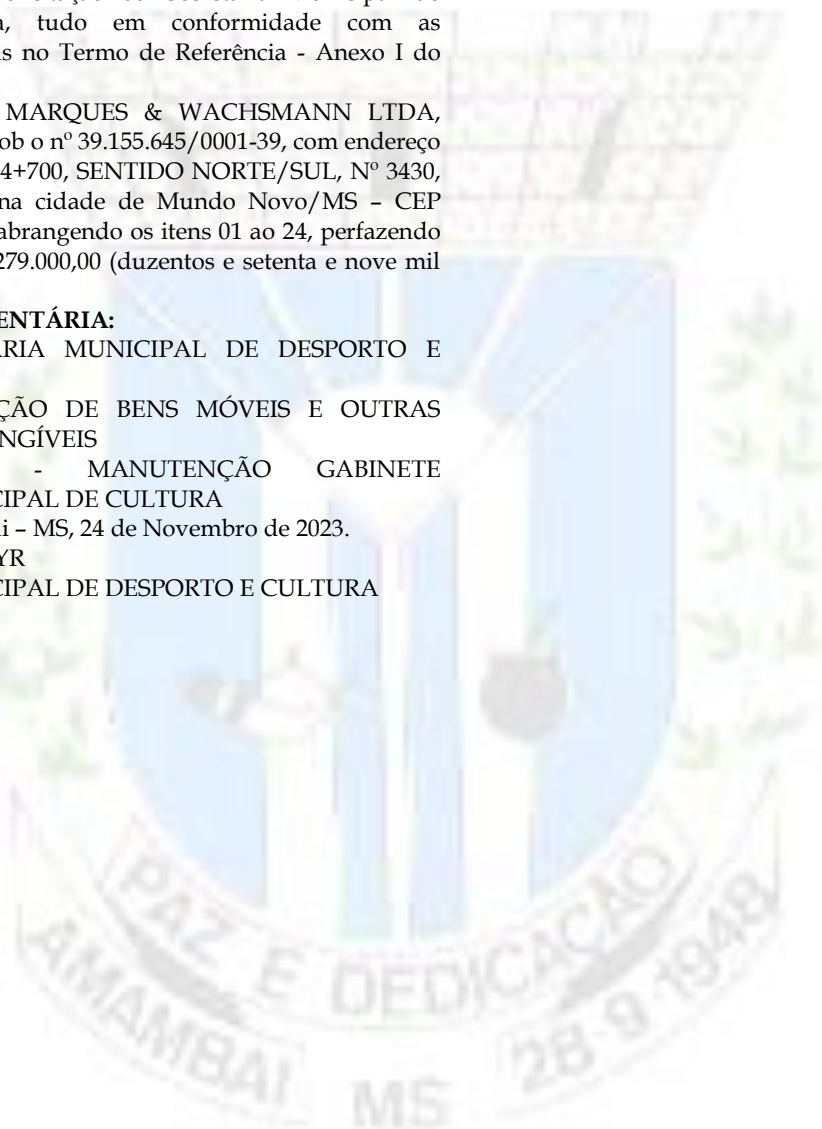 a, tudo em conformidade com as
s no Termo de Referência - Anexo I do
MARQUES & WACHSMANN LTDA,
ob o nº 39.155.645/0001-39, com endereço
4+700, SENTIDO NORTE/SUL, Nº 3430,
na cidade de Mundo Novo/MS – CEP
abrangendo os itens 01 ao 24, perfazendo
279.000,00 (duzentos e setenta e nove mil
ENTÁRIA:
ARIA MUNICIPAL DE DESPORTO E
ÇÃO DE BENS MÓVEIS E OUTRAS
NGÍVEIS
- MANUTENÇÃO GABINETE
CIPAL DE CULTURA
i – MS, 24 de Novembro de 2023.
YR
CIPAL DE DESPORTO E CULTURA
PAZ E DEDICAÇÃO
AMAMBAI MS 28 9 1948